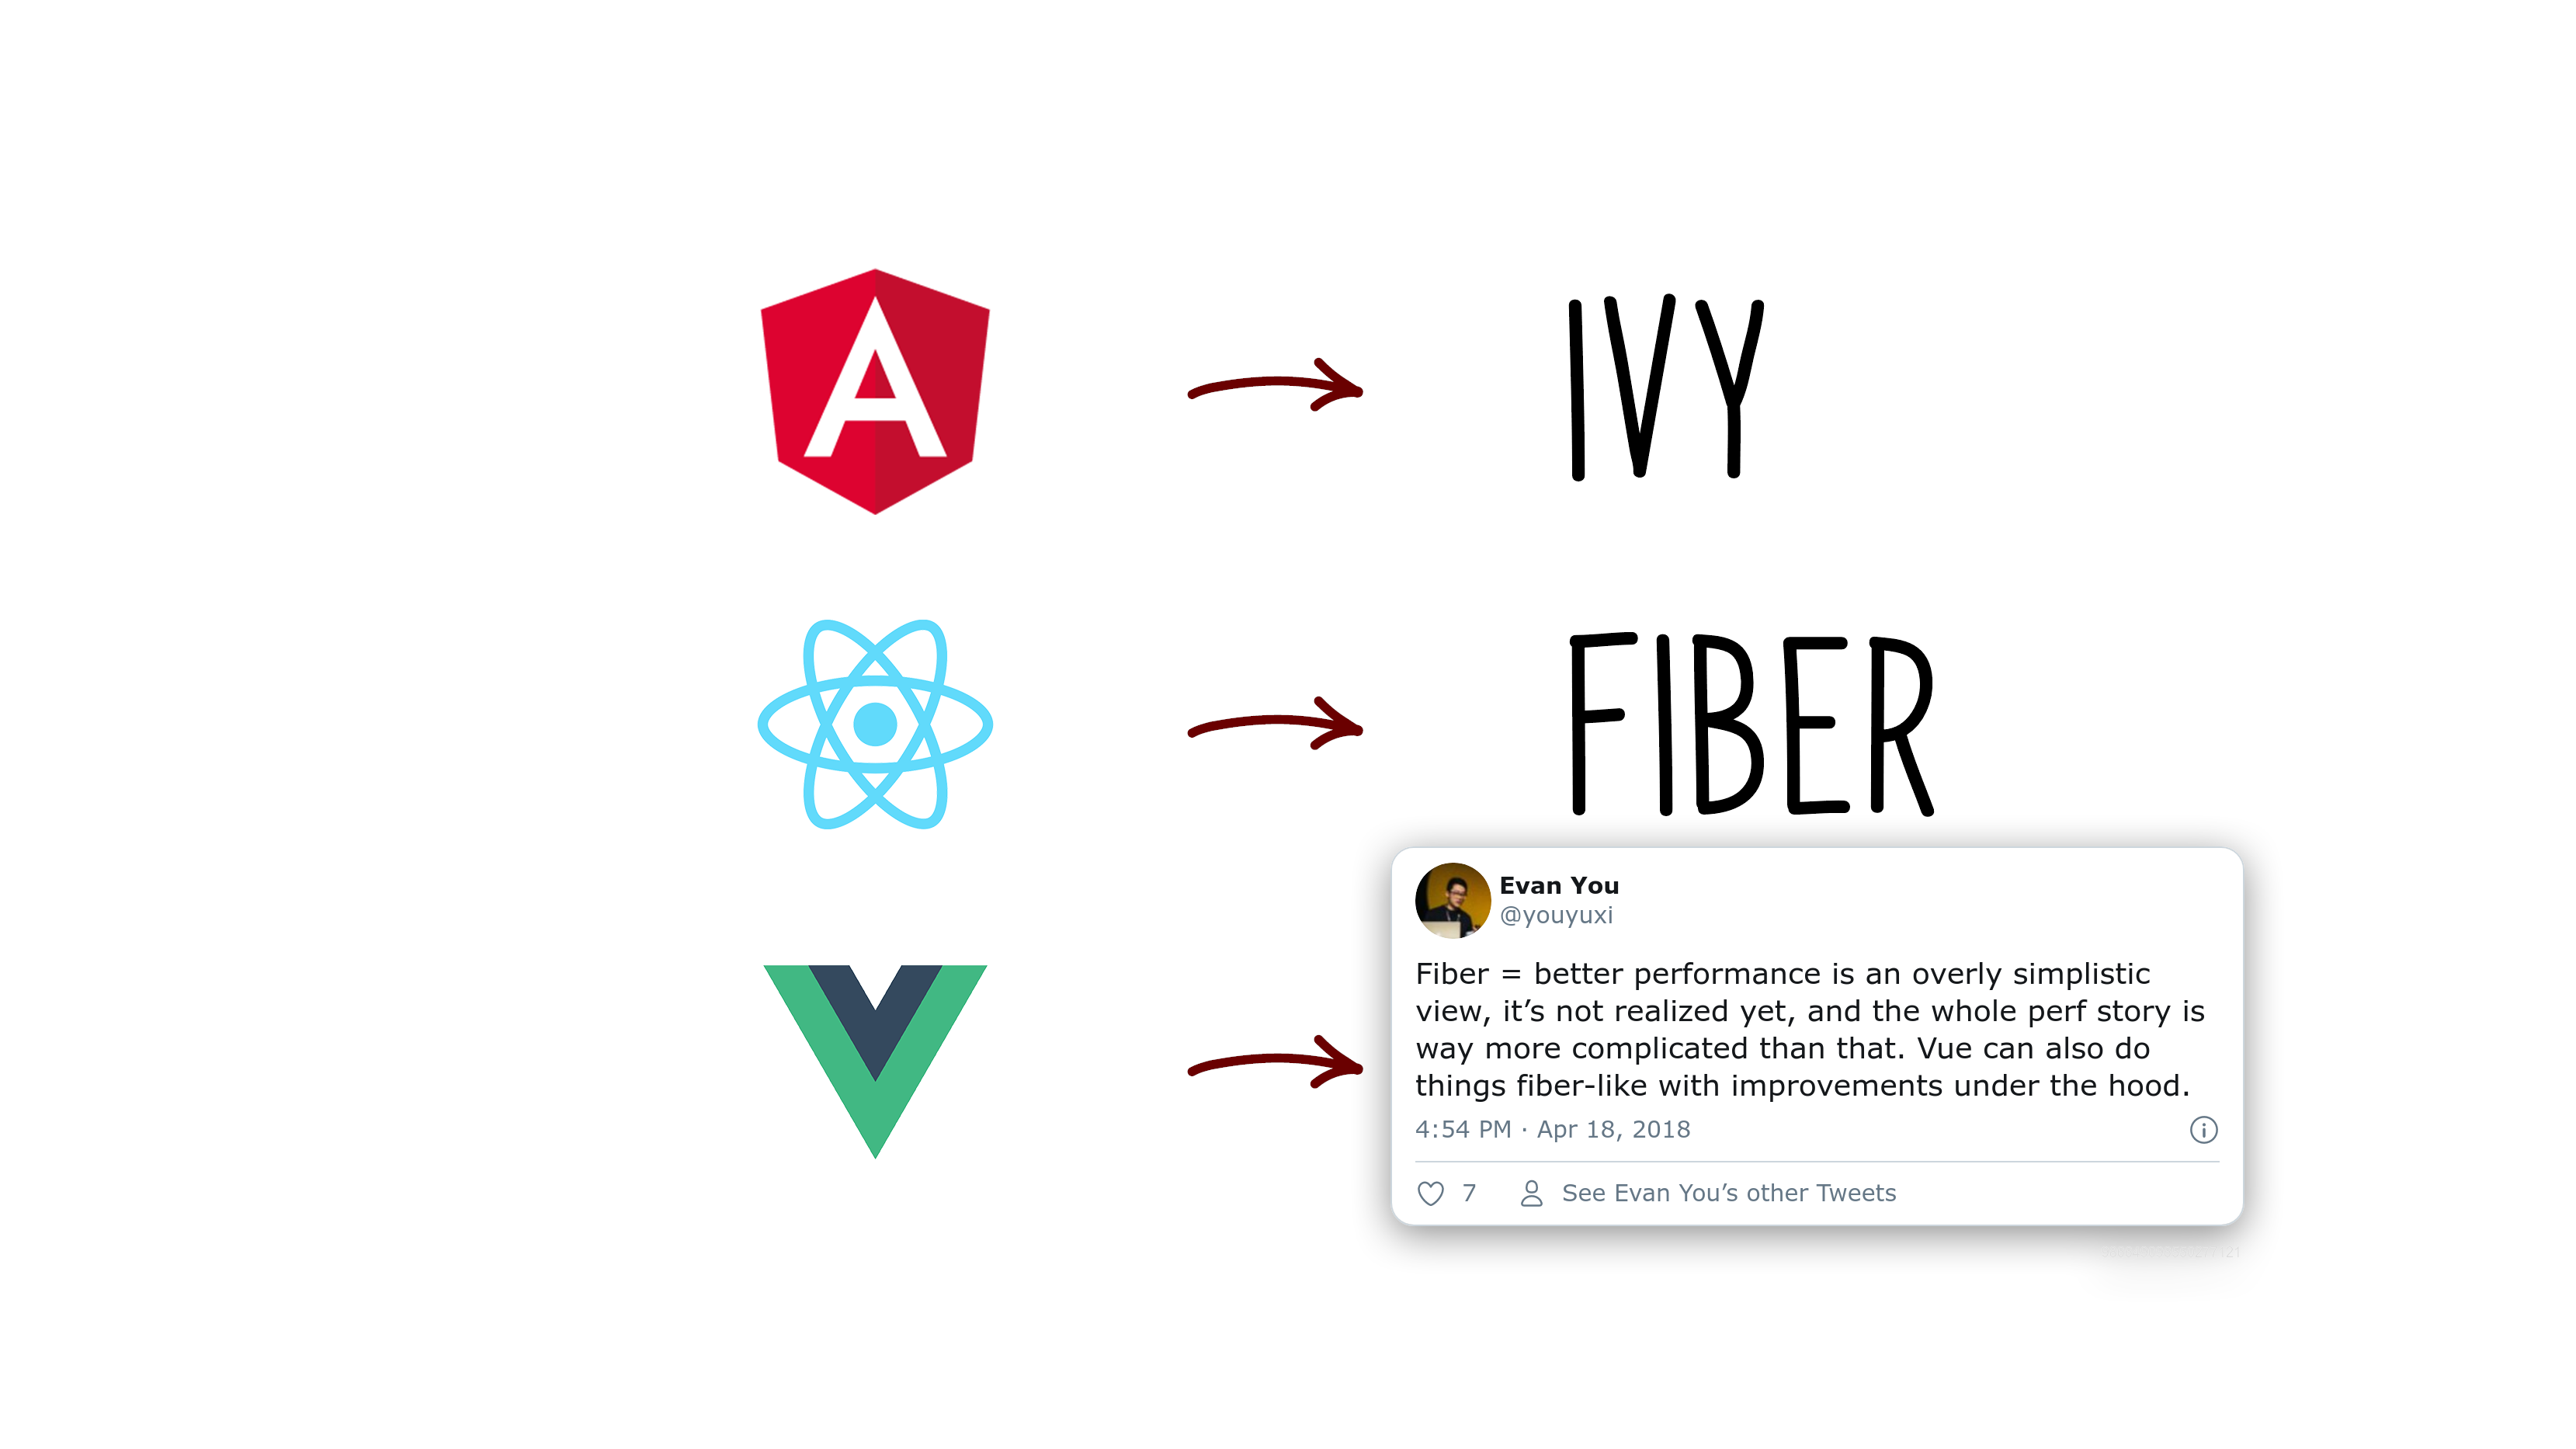 IVY
FIBER
Evan You
@youyuxi
Fiber = better performance is an overly simplistic
view, it’s not realized yet, and the whole perf story is
way more complicated than that. Vue can also do
things fiber-like with improvements under the hood.
4:54 PM · Apr 18, 2018
7
See Evan You’s other Tweets